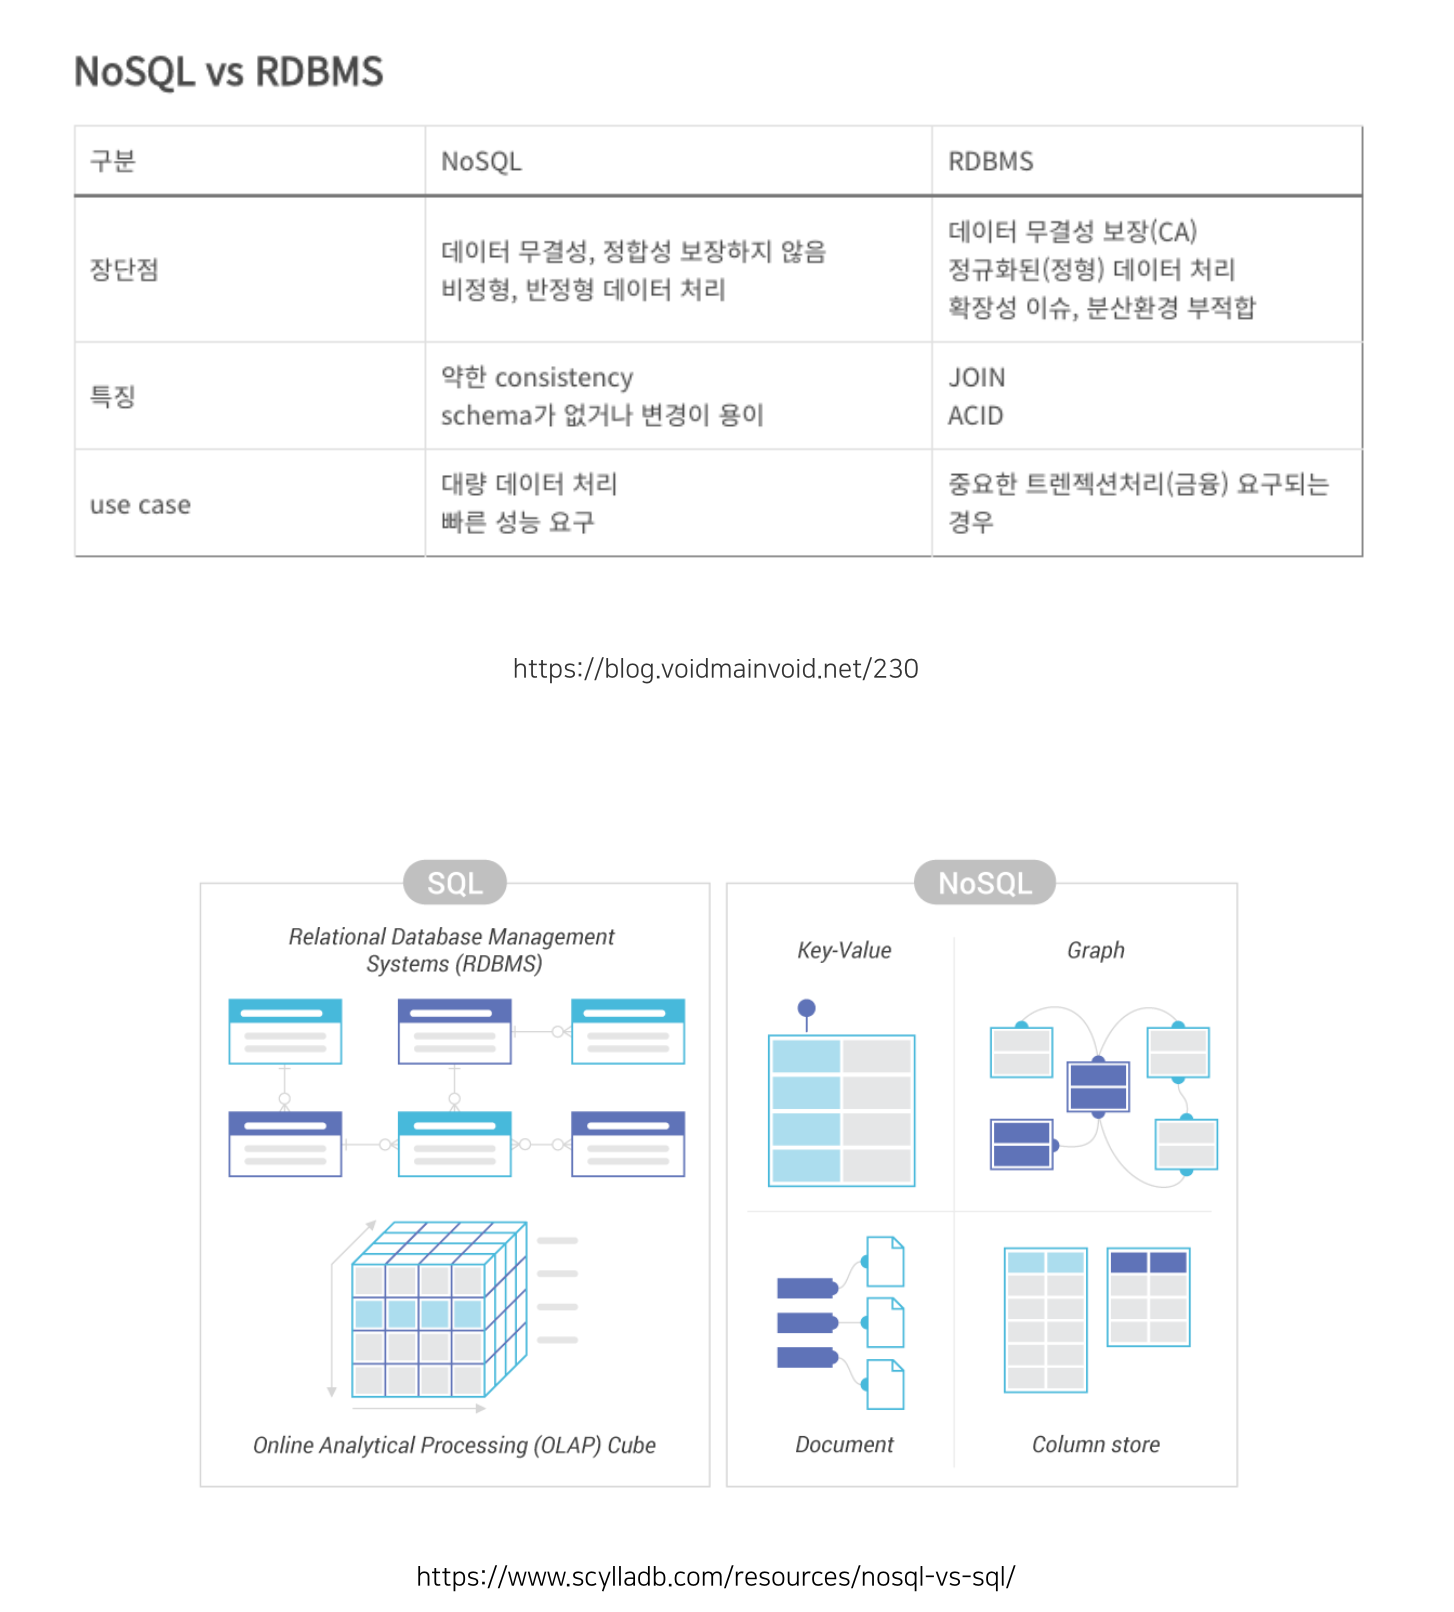 NoSQL vs RDBMS
구분
NoSQL
RDBMS
장단점
데이터 무결성, 정합성 보장하지 않음
비정형, 반정형 데이터 처리
데이터 무결성 보장(CA)
정규화된(정형) 데이터 처리
확장성 이슈, 분산환경 부적합
특징
약한 consistency
schema가 없거나 변경이 용이
JOIN
ACID
use case
대량 데이터 처리
빠른 성능 요구
중요한 트렌젝션처리(금융) 요구되는
경우
https://blog.voidmainvoid.net/230
SQL
Relational Database Management
Systems (RDBMS)
Online Analytical Processing (OLAP) Cube
NoSQL
Key-Value
Graph
Document
Column store
https://www.scylladb.com/resources/nosql-vs-sql/